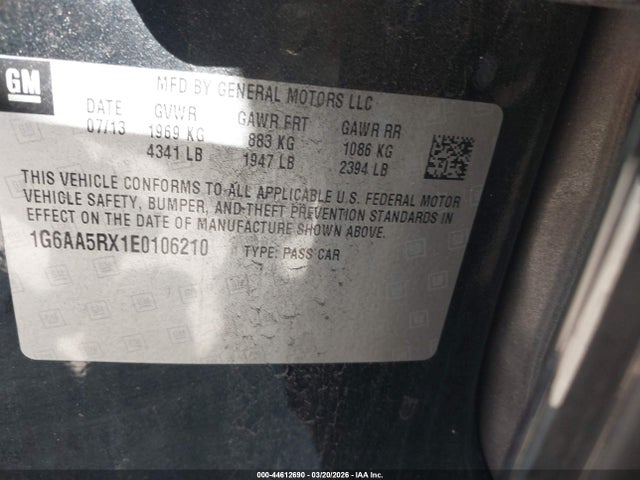 GM
MFD BY GENERAL MOTORS LLC
DATE GVWR GAWR FRT GAWR RR
07/13 1969 KG 883 KG 1086 KG
4341 LB 1947 LB 2394 LB
THIS VEHICLE CONFORMS TO ALL APPLICABLE U.S. FEDERAL MOTOR
VEHICLE SAFETY, BUMPER, AND THEFT PREVENTION STANDARDS IN
EFFECT ON THE DATE OF MANUFACTURE SHOWN ABOVE.
1G6AA5RX1E0106210 TYPE: PASS CAR
000-44612690 - 03/20/2026 - IAA Inc.